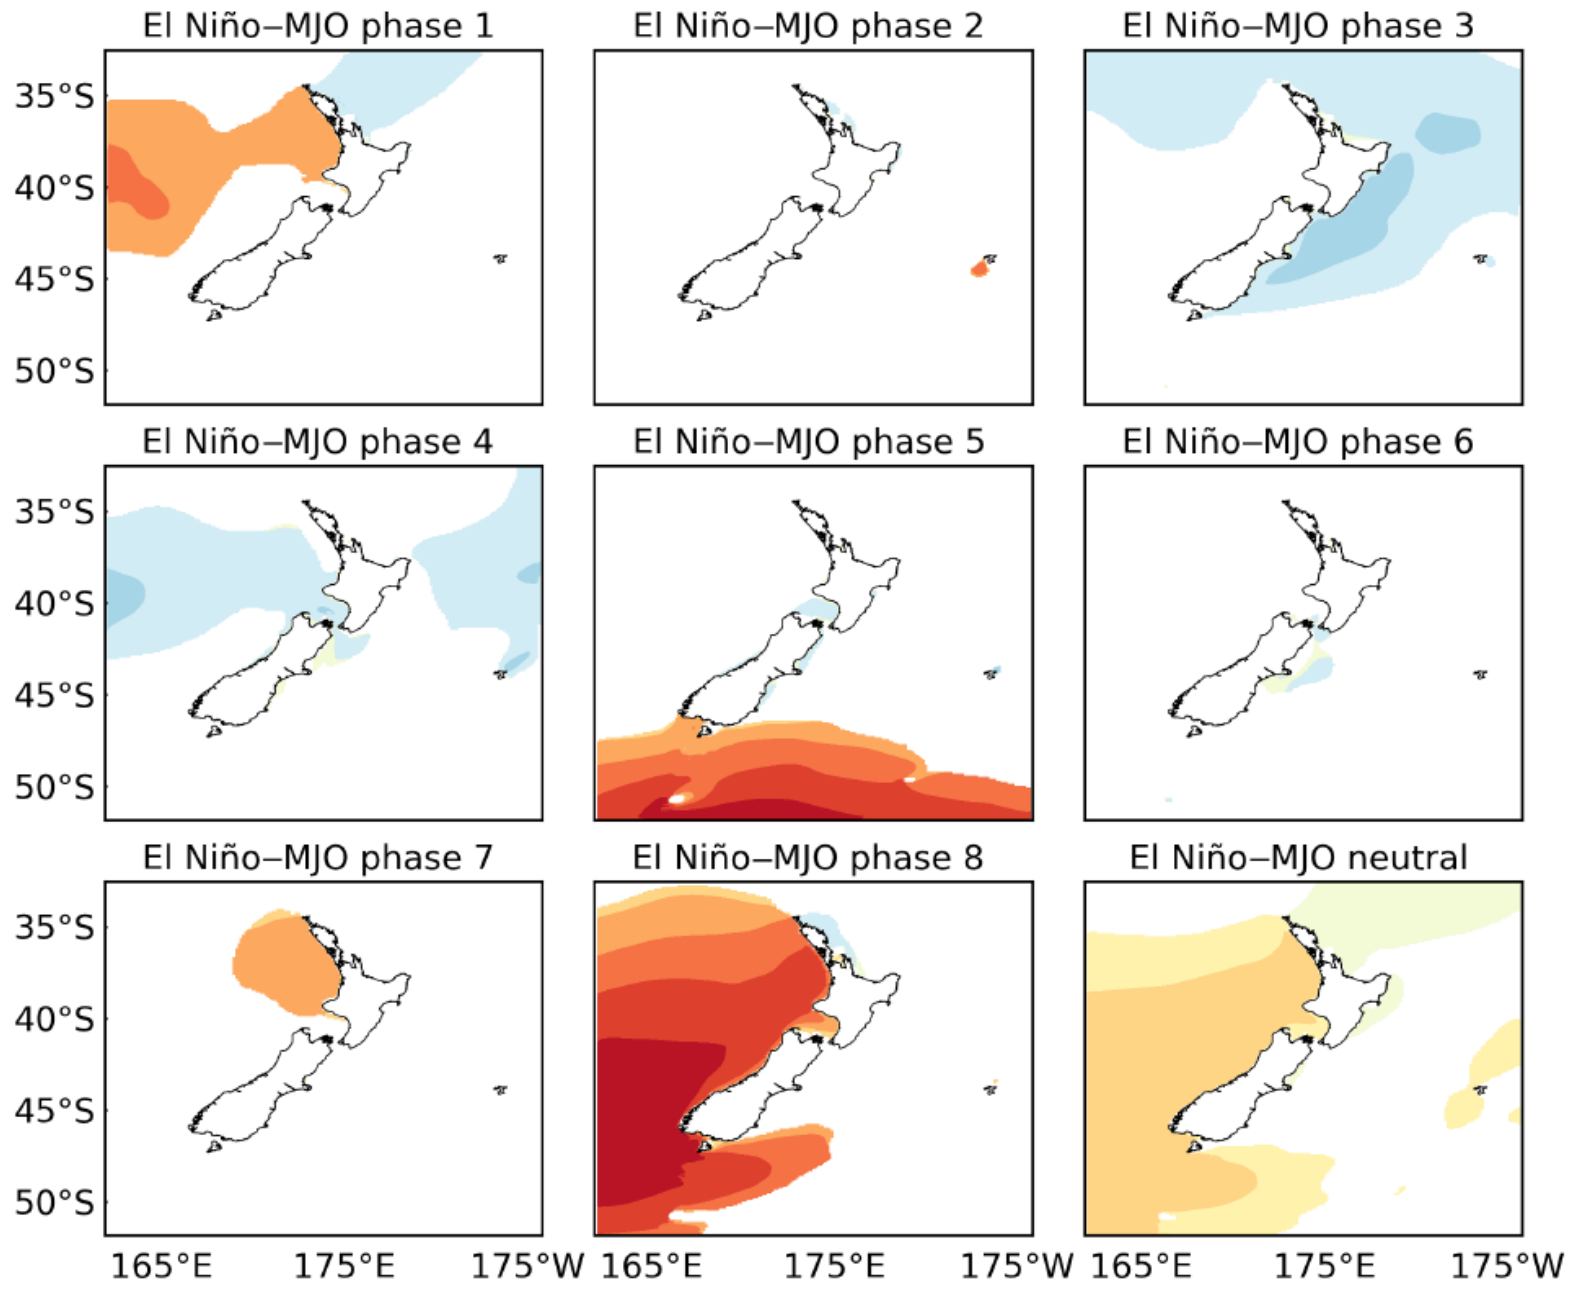 El Niño–MJO phase 1
El Niño–MJO phase 2
El Niño–MJO phase 3
35°S
40°S
45°S
50°S
El Niño–MJO phase 4
El Niño–MJO phase 5
El Niño–MJO phase 6
35°S
40°S
45°S
50°S
El Niño–MJO phase 7
El Niño–MJO phase 8
El Niño–MJO neutral
35°S
40°S
45°S
50°S
165°E 175°E 175°W 165°E 175°E 175°W 165°E 175°E 175°W